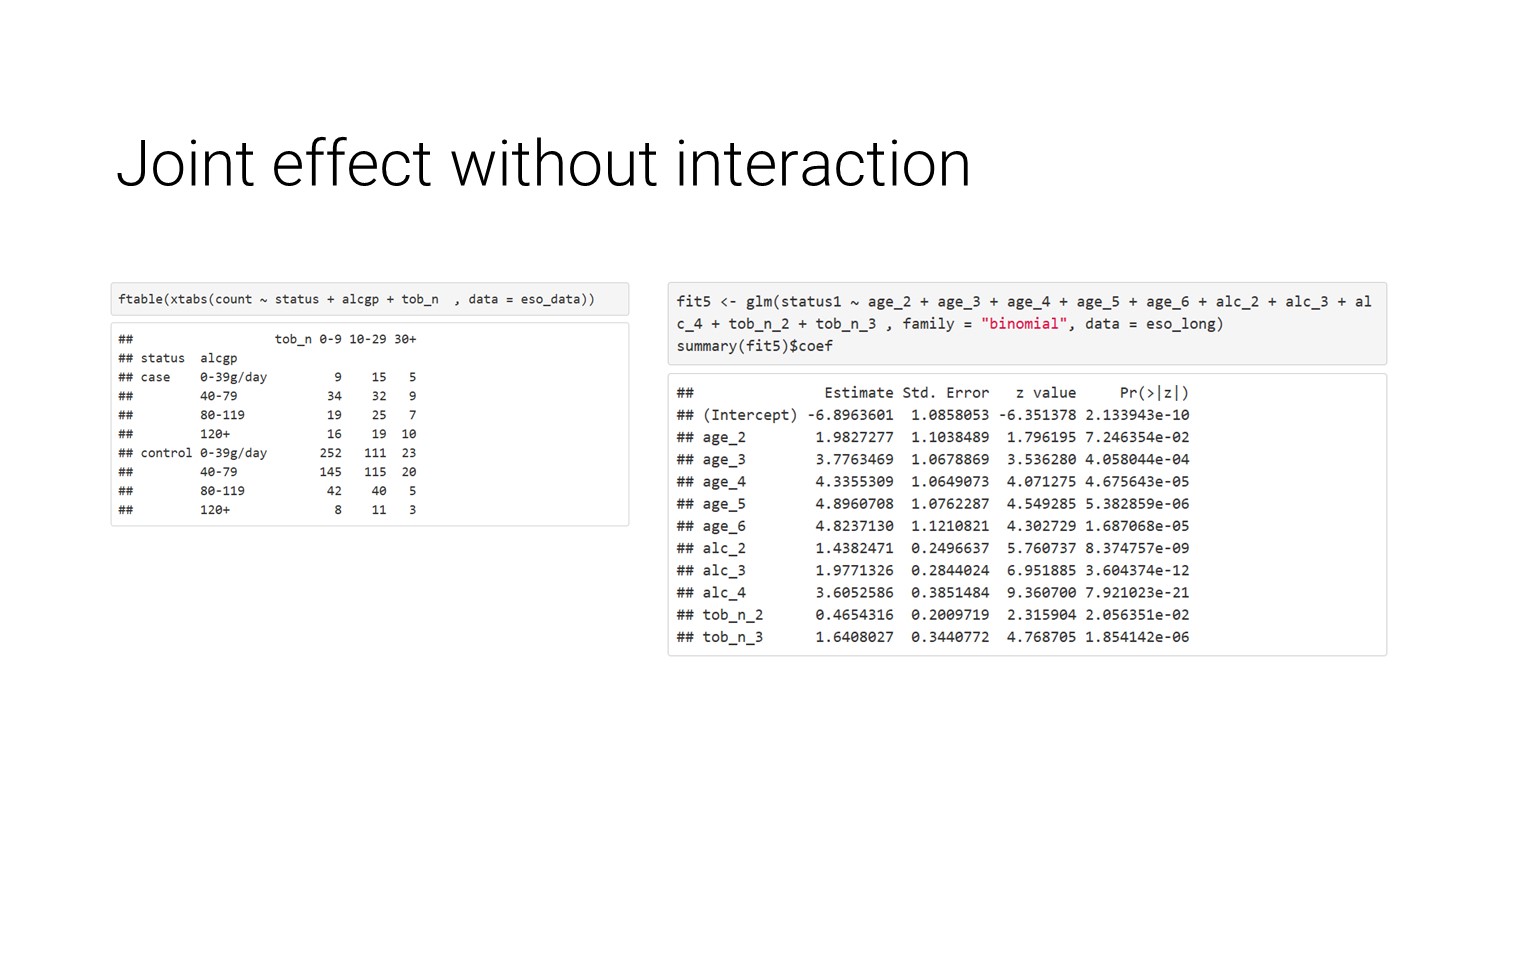 Joint effect without interaction
ftable(xtabs(count ~ status + alcgp + tob_n  , data = eso_data))
##                   tob_n 0-9 10-29 30+
## status  alcgp
## case    0-39g/day         9    15   5
##         40-79            34    32   9
##         80-119           19    25   7
##         120+             16    19  10
## control 0-39g/day       252   111  23
##         40-79           145   115  20
##         80-119           42    40   5
##         120+              8    11   3
fit5 <- glm(status1 ~ age_2 + age_3 + age_4 + age_5 + age_6 + alc_2 + alc_3 + al
c_4 + tob_n_2 + tob_n_3 , family = "binomial", data = eso_long)
summary(fit5)$coef
##               Estimate Std. Error   z value     Pr(>|z|)
## (Intercept) -6.8963601  1.0858053 -6.351378 2.133943e-10
## age_2        1.9827277  1.1038489  1.796195 7.246354e-02
## age_3        3.7763469  1.0678869  3.536280 4.058044e-04
## age_4        4.3355309  1.0649073  4.071275 4.675643e-05
## age_5        4.8960708  1.0762287  4.549285 5.382859e-06
## age_6        4.8237130  1.1210821  4.302729 1.687068e-05
## alc_2        1.4382471  0.2496637  5.760737 8.374757e-09
## alc_3        1.9771326  0.2844024  6.951885 3.604374e-12
## alc_4        3.6052586  0.3851484  9.360700 7.921023e-21
## tob_n_2      0.4654316  0.2009719  2.315904 2.056351e-02
## tob_n_3      1.6408027  0.3440772  4.768705 1.854142e-06